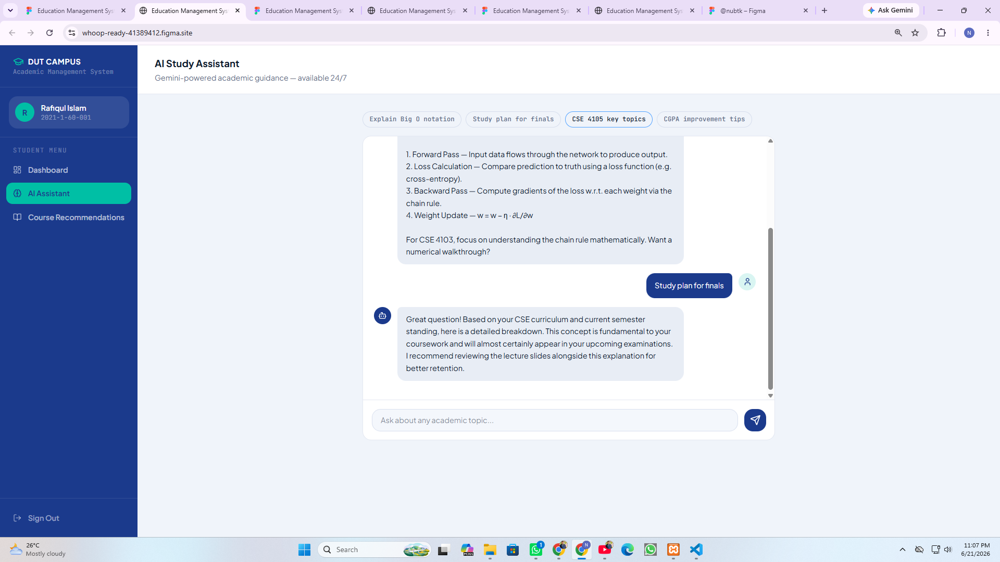 Education Management Sys
Education Management Sys
Education Management Sys
Education Management Sys
Education Management Sys
Education Management Sys
@nubtk – Figma
Ask Gemini
whoop-ready-41389412.figma.site
N
DUT CAMPUS
Academic Management System
R
Rafiqul Islam
2021-1-60-001
STUDENT MENU
Dashboard
AI Assistant
Course Recommendations
Sign Out
AI Study Assistant
Gemini-powered academic guidance — available 24/7
Explain Big O notation
Study plan for finals
CSE 4105 key topics
CGPA improvement tips
1. Forward Pass — Input data flows through the network to produce output.
2. Loss Calculation — Compare prediction to truth using a loss function (e.g.
cross-entropy).
3. Backward Pass — Compute gradients of the loss w.r.t. each weight via the
chain rule.
4. Weight Update — w = w − η · ∂L/∂w
For CSE 4103, focus on understanding the chain rule mathematically. Want a
numerical walkthrough?
Study plan for finals
Great question! Based on your CSE curriculum and current semester
standing, here is a detailed breakdown. This concept is fundamental to your
coursework and will almost certainly appear in your upcoming examinations.
I recommend reviewing the lecture slides alongside this explanation for
better retention.
Ask about any academic topic...
26°C
Mostly cloudy
Search
M365
1
N
11:07 PM
6/21/2026